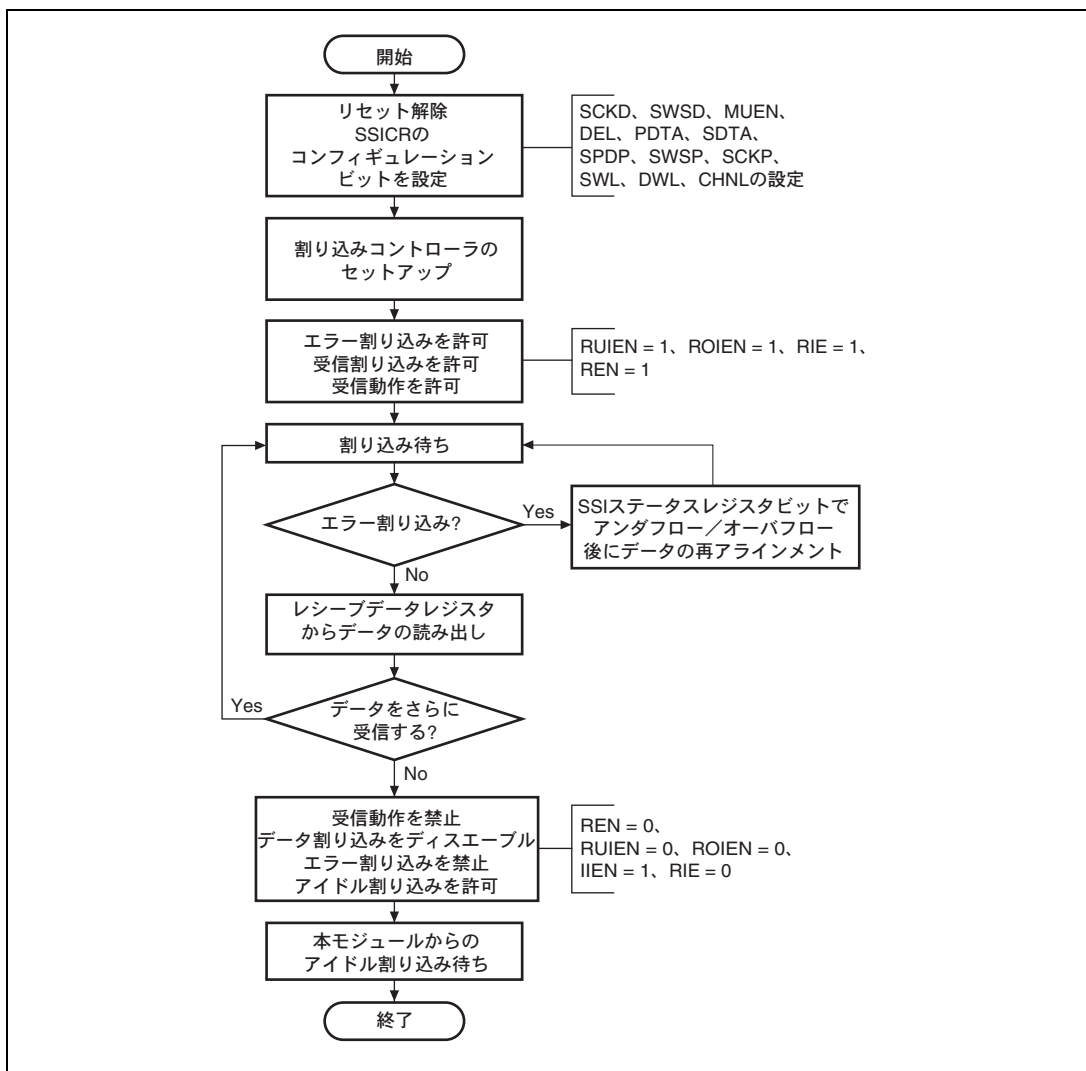 開始
リセット解除
SSICRの
コンフィギュレーション
ビットを設定
SCKD、SWSD、MUEN、
DEL、PDTA、SDTA、
SPDP、SWSP、SCKP、
SWL、DWL、CHNLの設定
割り込みコントローラの
セットアップ
エラー割り込みを許可
受信割り込みを許可
受信動作を許可
RUIEN = 1、ROIEN = 1、RIE = 1、
REN = 1
割り込み待ち
エラー割り込み?
Yes
SSIステータスレジスタビットで
アンダフロー／オーバフロー
後にデータの再アラインメント
No
レシーブデータレジスタ
からデータの読み出し
Yes
データをさらに
受信する?
No
受信動作を禁止
データ割り込みをディスエーブル
エラー割り込みを禁止
アイドル割り込みを許可
REN = 0、
RUIEN = 0、ROIEN = 0、
IIEN = 1、RIE = 0
本モジュールからの
アイドル割り込み待ち
終了